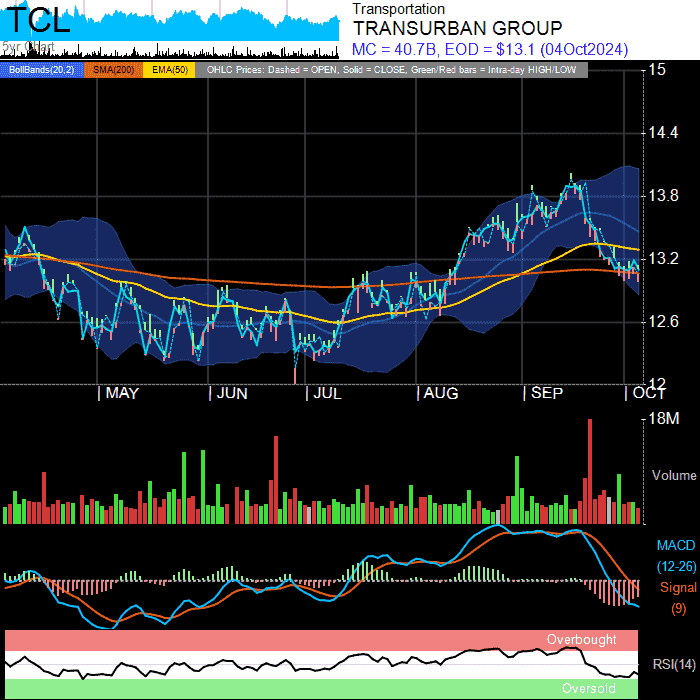 TCL
5yr Chart
Transportation
TRANSURBAN GROUP
MC = 40.7B, EOD = $13.1 (04Oct2024)
BollBands(20,2) SMA(200) EMA(50) OHLC Prices: Dashed = OPEN, Solid = CLOSE, Green/Red bars = Intra-day HIGH/LOW
15
14.4
13.8
13.2
12.6
12
| MAY | JUN | JUL | AUG | SEP | OCT
18M
Volume
MACD
(12-26)
Signal
(9)
Overbought
RSI(14)
Oversold